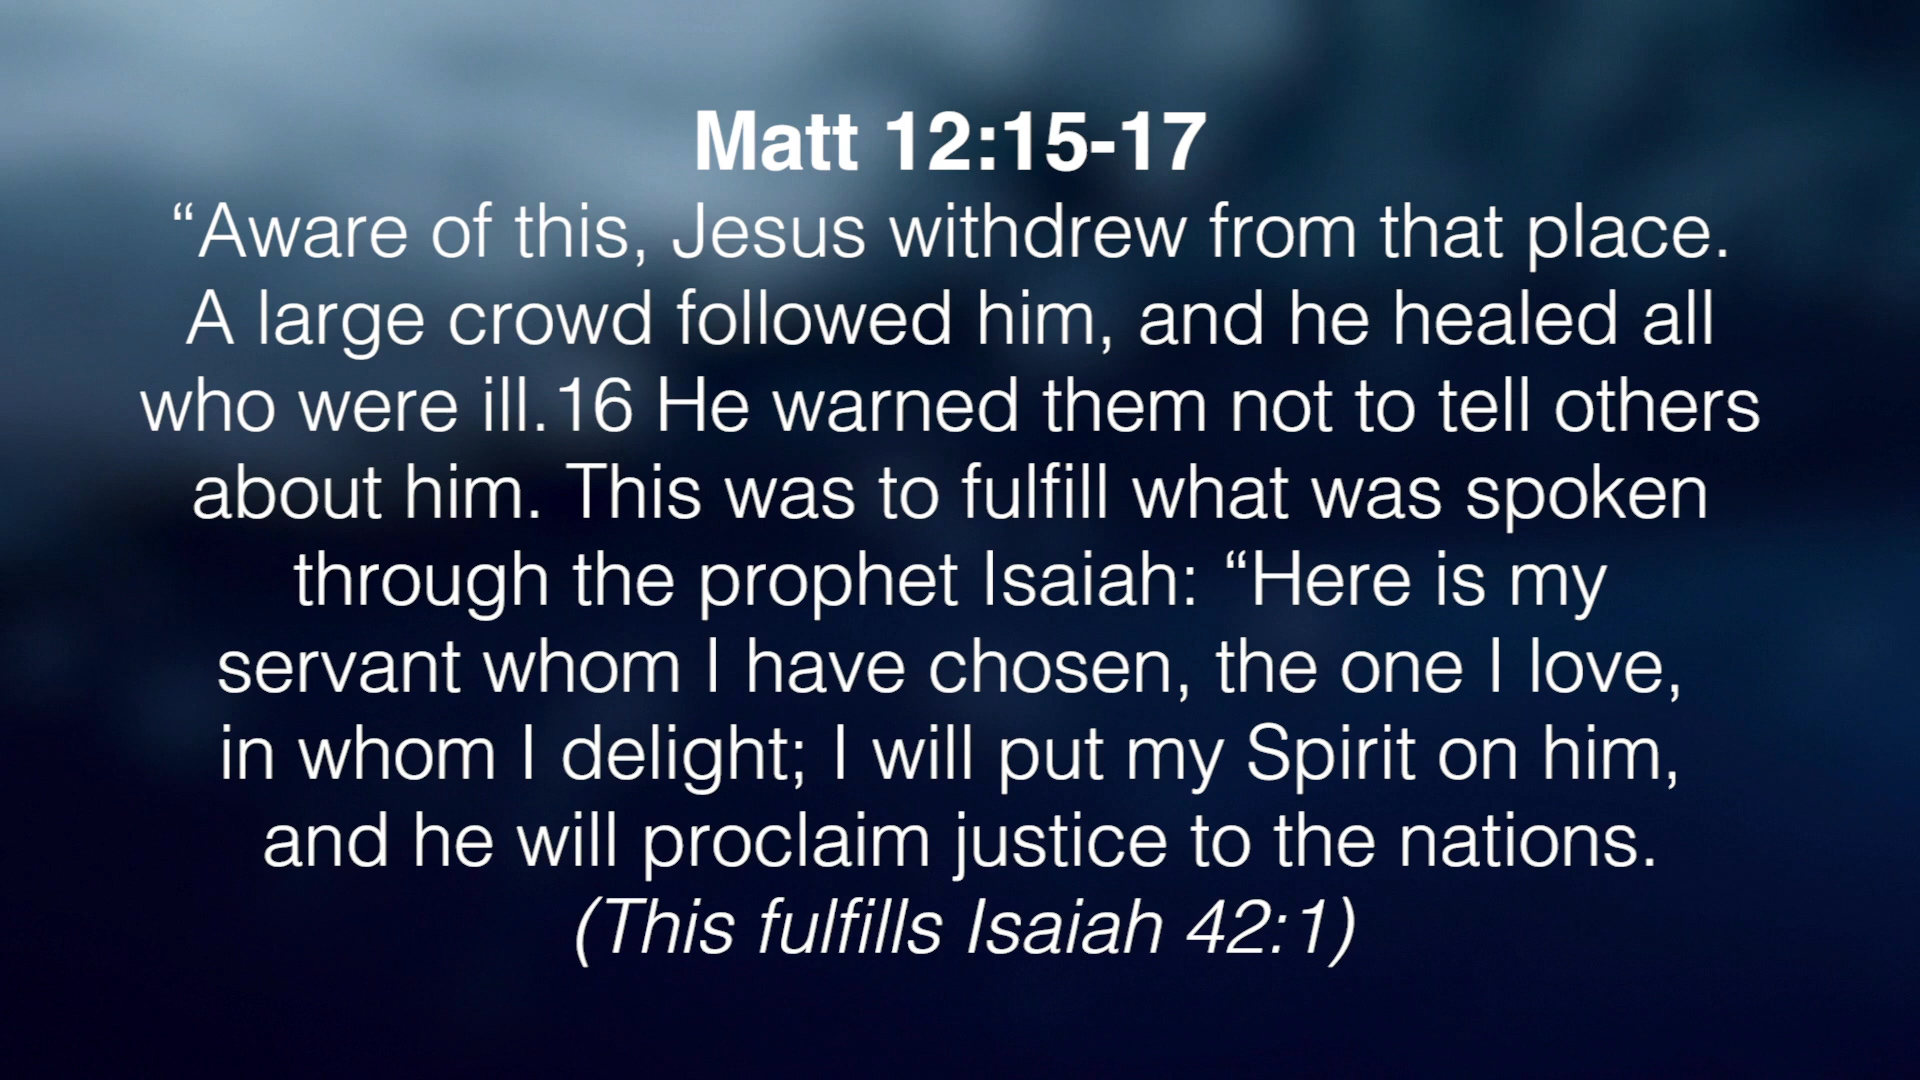 Matt 12:15-17
“Aware of this, Jesus withdrew from that place.
A large crowd followed him, and he healed all
who were ill.16 He warned them not to tell others
about him. This was to fulfill what was spoken
through the prophet Isaiah: “Here is my
servant whom I have chosen, the one I love,
in whom I delight; I will put my Spirit on him,
and he will proclaim justice to the nations.
(This fulfills Isaiah 42:1)